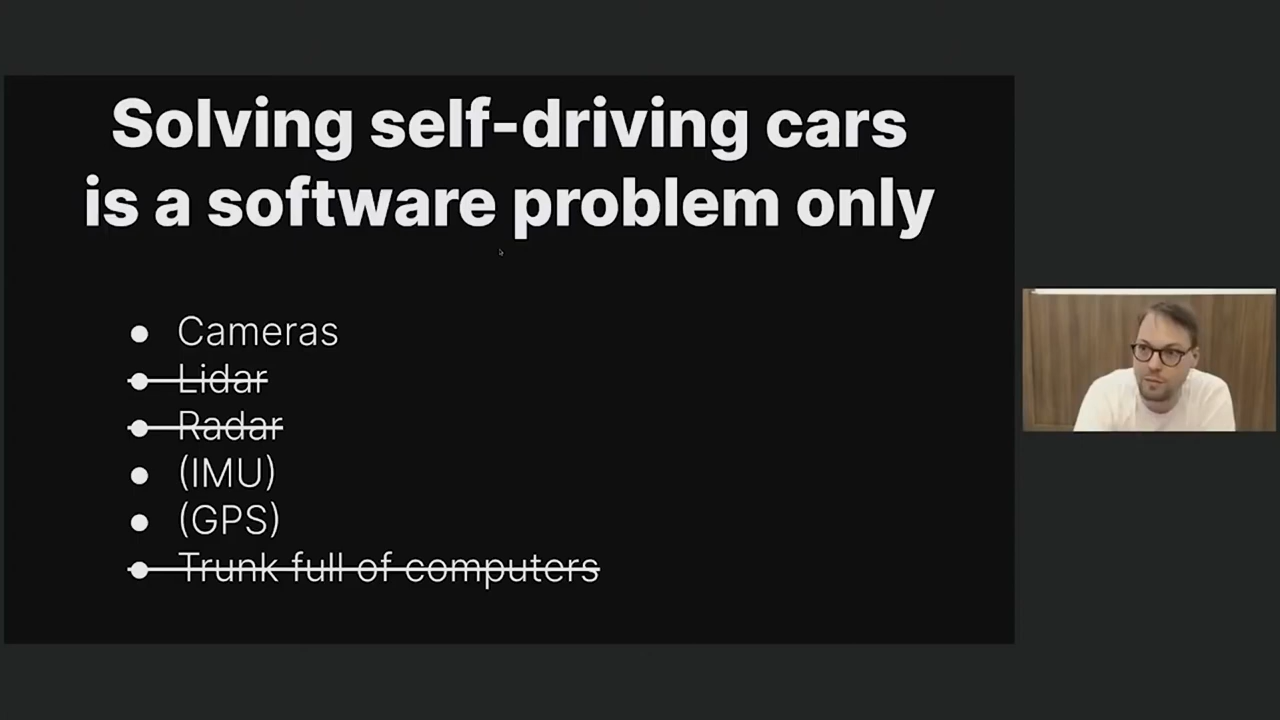 Solving self-driving cars
is a software problem only
● Cameras
● Lidar
● Radar
● (IMU)
● (GPS)
● Trunk full of computers